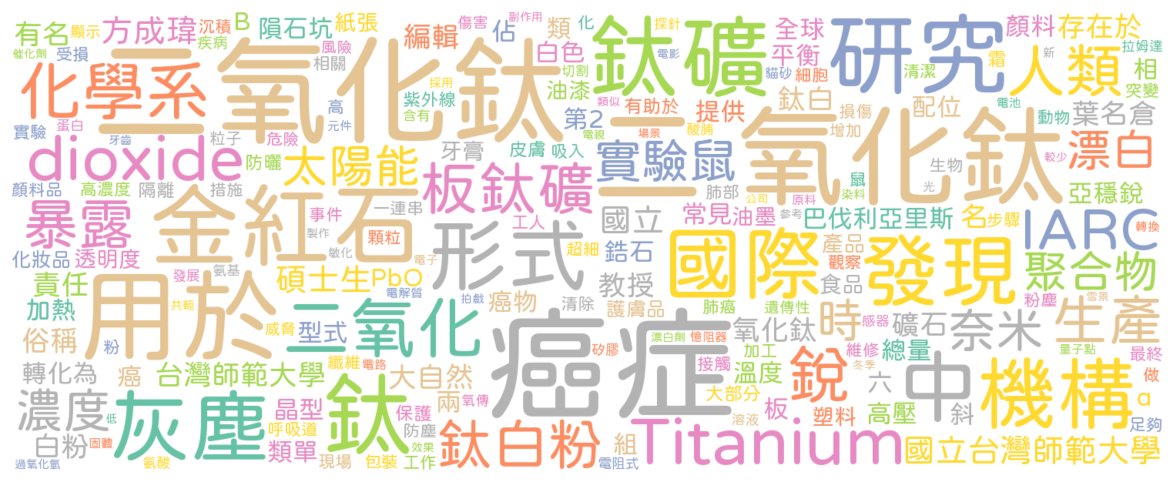 有名
顯示
方成瑋
沉積
B
隕石坑
紙張
傷害
副作用
編輯
佔
類
化
探針
全球
顏料
存在於
催化劑
受損
疾病
風險
相關
二氧化鈦
採用
白色
電影
鈦礦
平衡
研究
新
霜
人類
拉姆達
相
突變
化學系
紫外線
含有
油漆
切割
類似
貓砂
細胞
鈦白
清潔
配位
電池
葉名倉
實驗
蛋白
高
元件
第2
有助於
提供
損傷
增加
動物
牙齒
粒子
危險
電視
場景
酸肺
二氧化鈦
漂白
dioxide
防曬
太陽能
牙膏
皮膚
吸入
實驗鼠
生物
較少
顏料品
高濃度
隔離
措施
板鈦礦
肺部
鼠
光
亞穩銳
暴露
金紅石
事件
一連串
工人
國立
常見
公司
染料
原料
油墨
參考
巴伐利亞里斯
名
步驟
IARC
轉換
製作
顆粒
敏化
形式
超細
鋯石
國際
產品
觀察
發現
化妝品
透明度
發展
氨基
電子
碩士生
PbO
教授
食品
聚合物
責任
用於
電解質
拍戲
癌物
清除
護膚品
肺癌
遺傳性
粉塵
雪景
加熱
共範
威脅
型式
二氧化
癌症
漂白劑
憶阻器
氧化鈦
時
感器
礦石
奈米
生產
俗稱
粉
纖維
電路
矽膠
加工
維修
總量
量子點
最終
轉化為
癌
台灣師範大學
鈦
大自然
接觸
溫度
冬季
銳
六
中
機構
做
濃度
低
灰塵
晶型
保護
兩
氧傳
大部分
板
塑料
高壓
斜
α
足夠
白粉
固體
呼吸道
防塵
效果
鈦白粉
組
溶液
Titanium
國立台灣師範大學
過氧化氫
氨酸
類單
現場
包裝
工作
電阻式